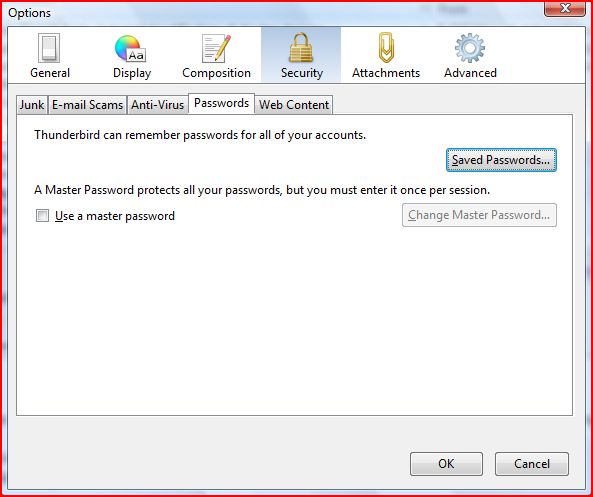 Options
General Display Composition Security Attachments Advanced
Junk E-mail Scams Anti-Virus Passwords Web Content
Thunderbird can remember passwords for all of your accounts.
Saved Passwords...
A Master Password protects all your passwords, but you must enter it once per session.
Use a master password Change Master Password...
OK Cancel